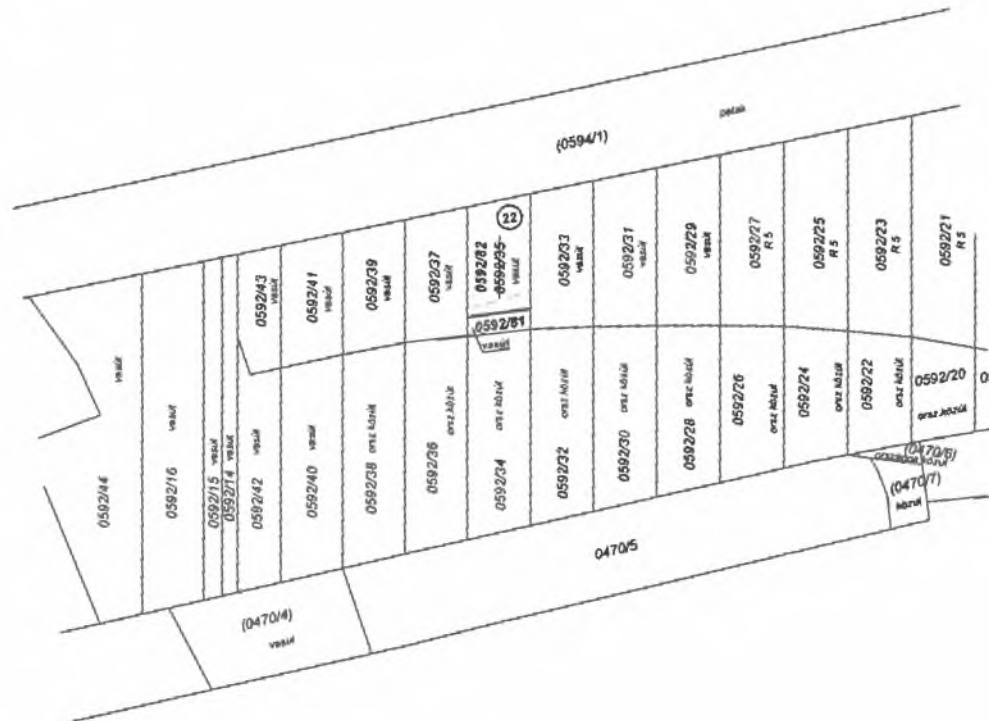 (0594/1)
patak
22
0592/43
vasút
0592/41
vasút
0592/39
vasút
0592/37
vasút
0592/82
0592/35
vasút
0592/33
vasút
0592/31
vasút
0592/29
vasút
0592/27
R 5
0592/25
R 5
0592/23
R 5
0592/21
R 5
vasút
vasút
vasút
vasút
vasút
vasút
orsz közút
orsz közút
orsz közút
orsz közút
orsz közút
orsz közút
orsz közút
orsz közút
orsz közút
vasút
0592/20
orsz közút
0592/44
0592/16
0592/15
0592/14
0592/42
0592/40
0592/38
0592/36
0592/34
0592/32
0592/30
0592/28
0592/26
0592/24
0592/22
(0470/6)
országos közút
(0470/7)
közút
0470/5
(0470/4)